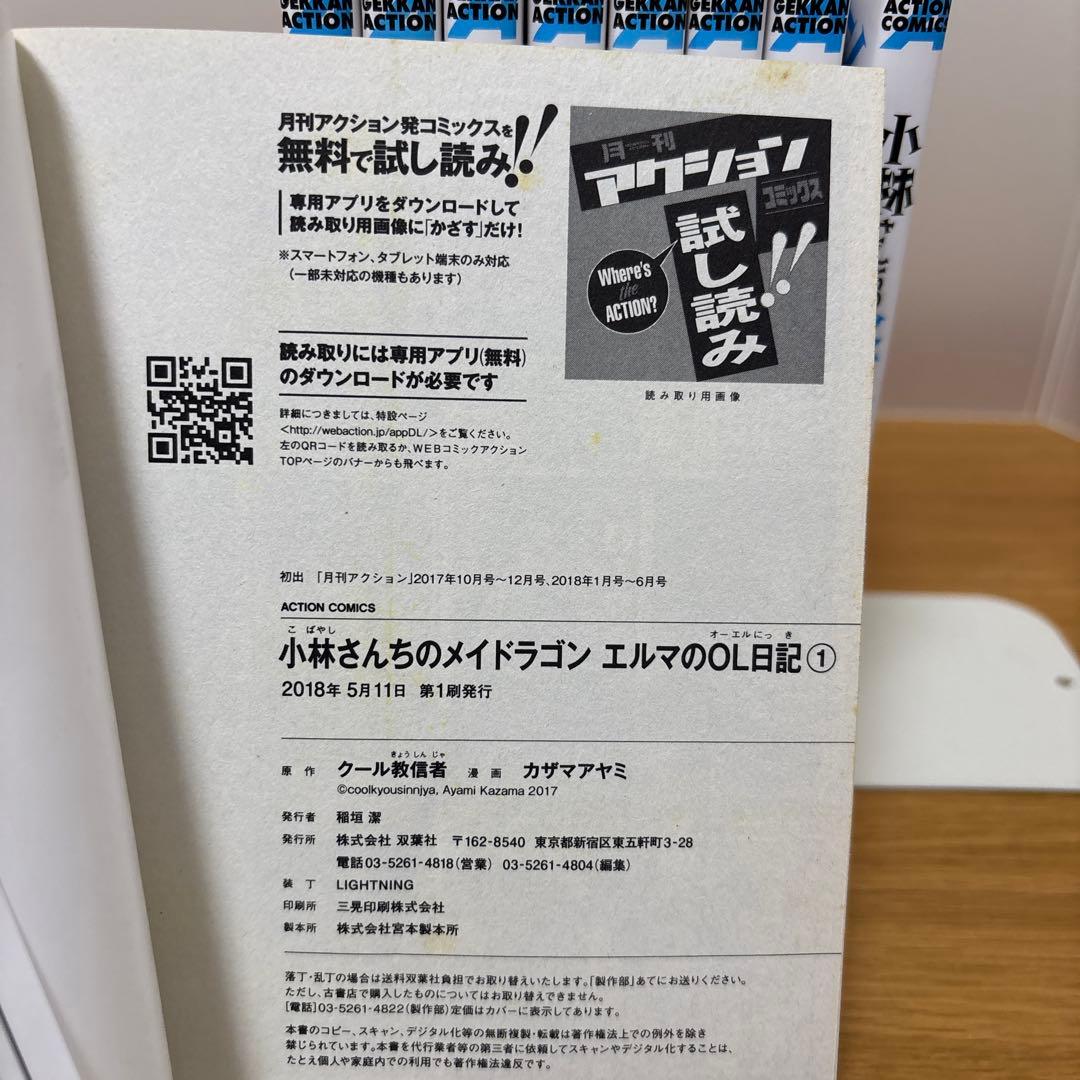 GEKKAN
ACTION
GEKKAN
ACTION
ACTION
GEKKAN
ACTION
GEKKAN
ACTION
GEKKAN
ACTION
GEKKAN
ACTION
ACTION
COMICS
小林さんちの
月刊アクション発コミックスを
無料で試し読み!!
専用アプリをダウンロードして
読み取り用画像に「かざす」だけ!
※スマートフォン、タブレット端末のみ対応
(一部未対応の機種もあります)
読み取りには専用アプリ(無料)
のダウンロードが必要です
詳細につきましては、特設ページ
<http://webaction.jp/appDL/>をご覧ください。
左のQRコードを読み取るか、WEBコミックアクション
TOPページのバナーからも飛べます。
月刊
アクション
コミックス
試し読み!!
Where's
the
ACTION?
読み取り用画像
初出 「月刊アクション」2017年10月号〜12月号、2018年1月号〜6月号
ACTION COMICS
こばやし
オーエルにっき
小林さんちのメイドラゴン エルマのOL日記①
2018年5月11日 第1刷発行
きょうしんじゃ
原作 クール教信者 漫画 カザマアヤミ
©coolkyousinnjya, Ayami Kazama 2017
発行者 稲垣 潔
発行所 株式会社 双葉社 〒162-8540 東京都新宿区東五軒町3-28
電話03-5261-4818(営業) 03-5261-4804(編集)
装丁 LIGHTNING
印刷所 三晃印刷株式会社
製本所 株式会社宮本製本所
落丁・乱丁の場合は送料双葉社負担でお取り替えいたします。「製作部」あてにお送りください。
ただし、古書店で購入したものについてはお取り替えできません。
[電話]03-5261-4822(製作部)定価はカバーに表示してあります。
本書のコピー、スキャン、デジタル化等の無断複製・転載は著作権法上での例外を除き
禁じられています。本書を代行業者等の第三者に依頼してスキャンやデジタル化することは、
たとえ個人や家庭内での利用でも著作権法違反です。